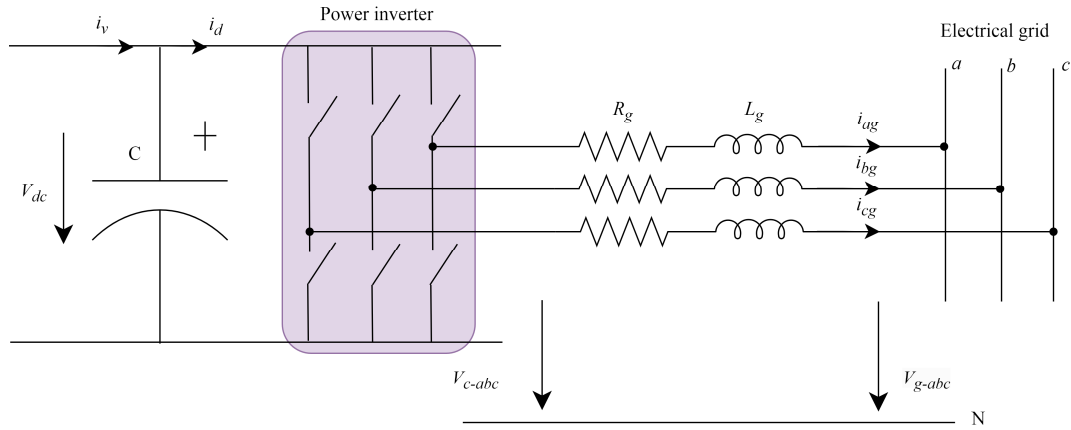 Power inverter
Electrical grid
i_v
i_d
a
b
c
R_g
L_g
i_ag
i_bg
i_cg
C
+
V_dc
V_c-abc
V_g-abc
N